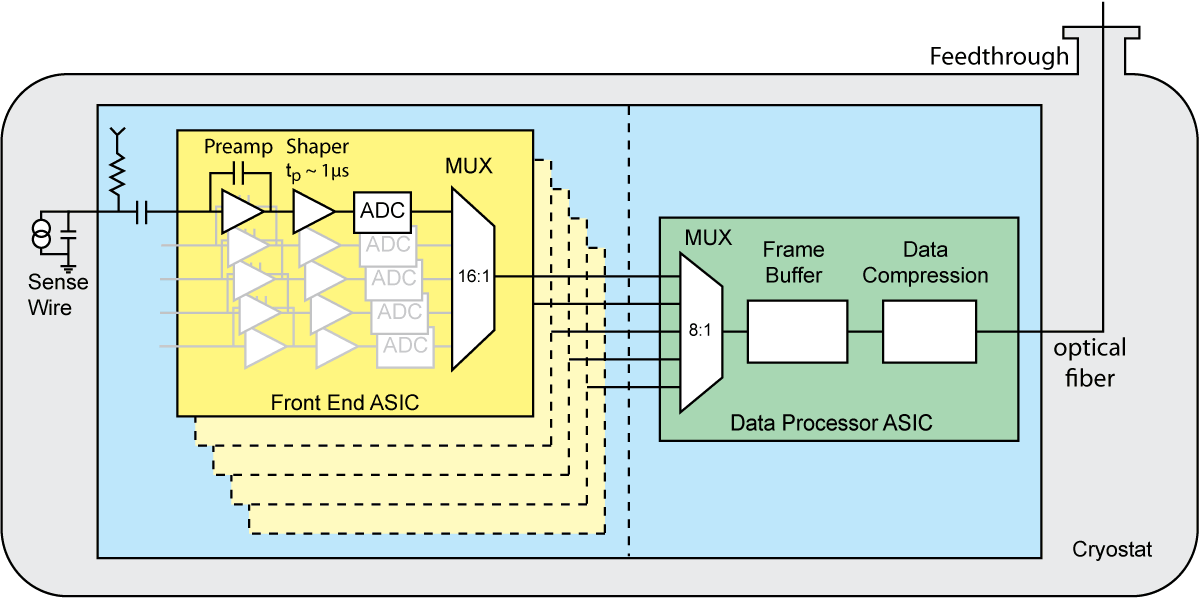 Feedthrough
Preamp
Shaper
tp ~ 1µs
MUX
ADC
ADC
ADC
ADC
ADC
16:1
Sense
Wire
Front End ASIC
MUX
Frame
Buffer
Data
Compression
8:1
Data Processor ASIC
optical
fiber
Cryostat